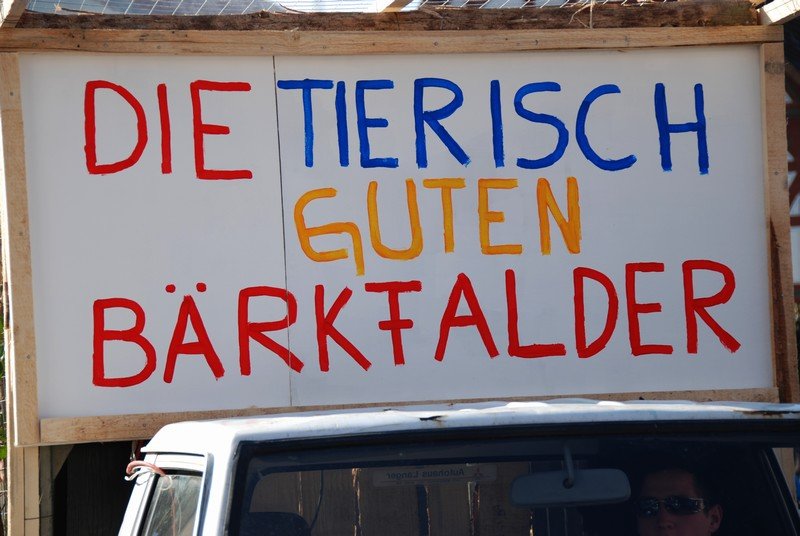 DIE TIERISCH
GUTEN
BÄRKFALDER
Autohaus Langer